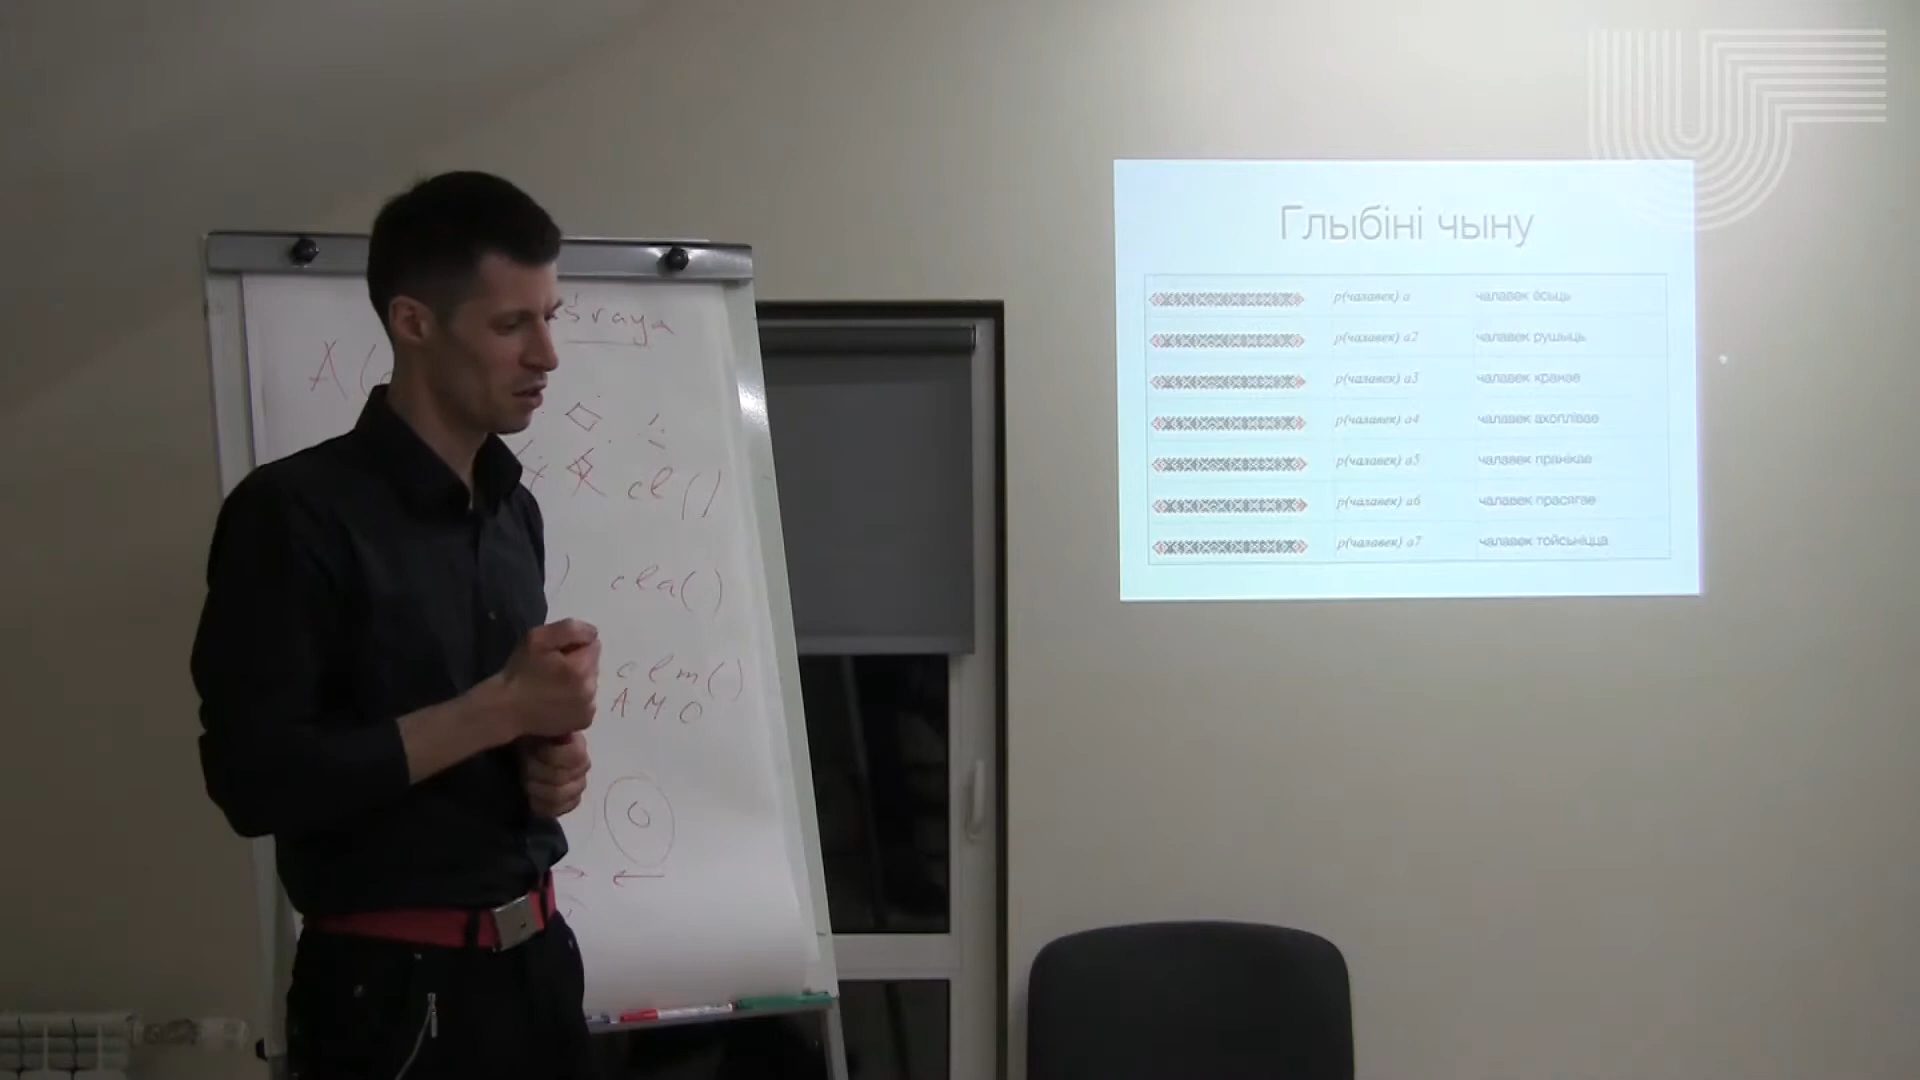 Глыбіні чыну
р(чалавек) а чалавек ёсьць
р(чалавек) а2 чалавек рушыць
р(чалавек) а3 чалавек кранае
р(чалавек) а4 чалавек ахоплівае
р(чалавек) а5 чалавек пранікае
р(чалавек) а6 чалавек прасягае
р(чалавек) а7 чалавек тойсьніцца
śraya
A (
cl ( )
) cla( )
clm( )
A M O